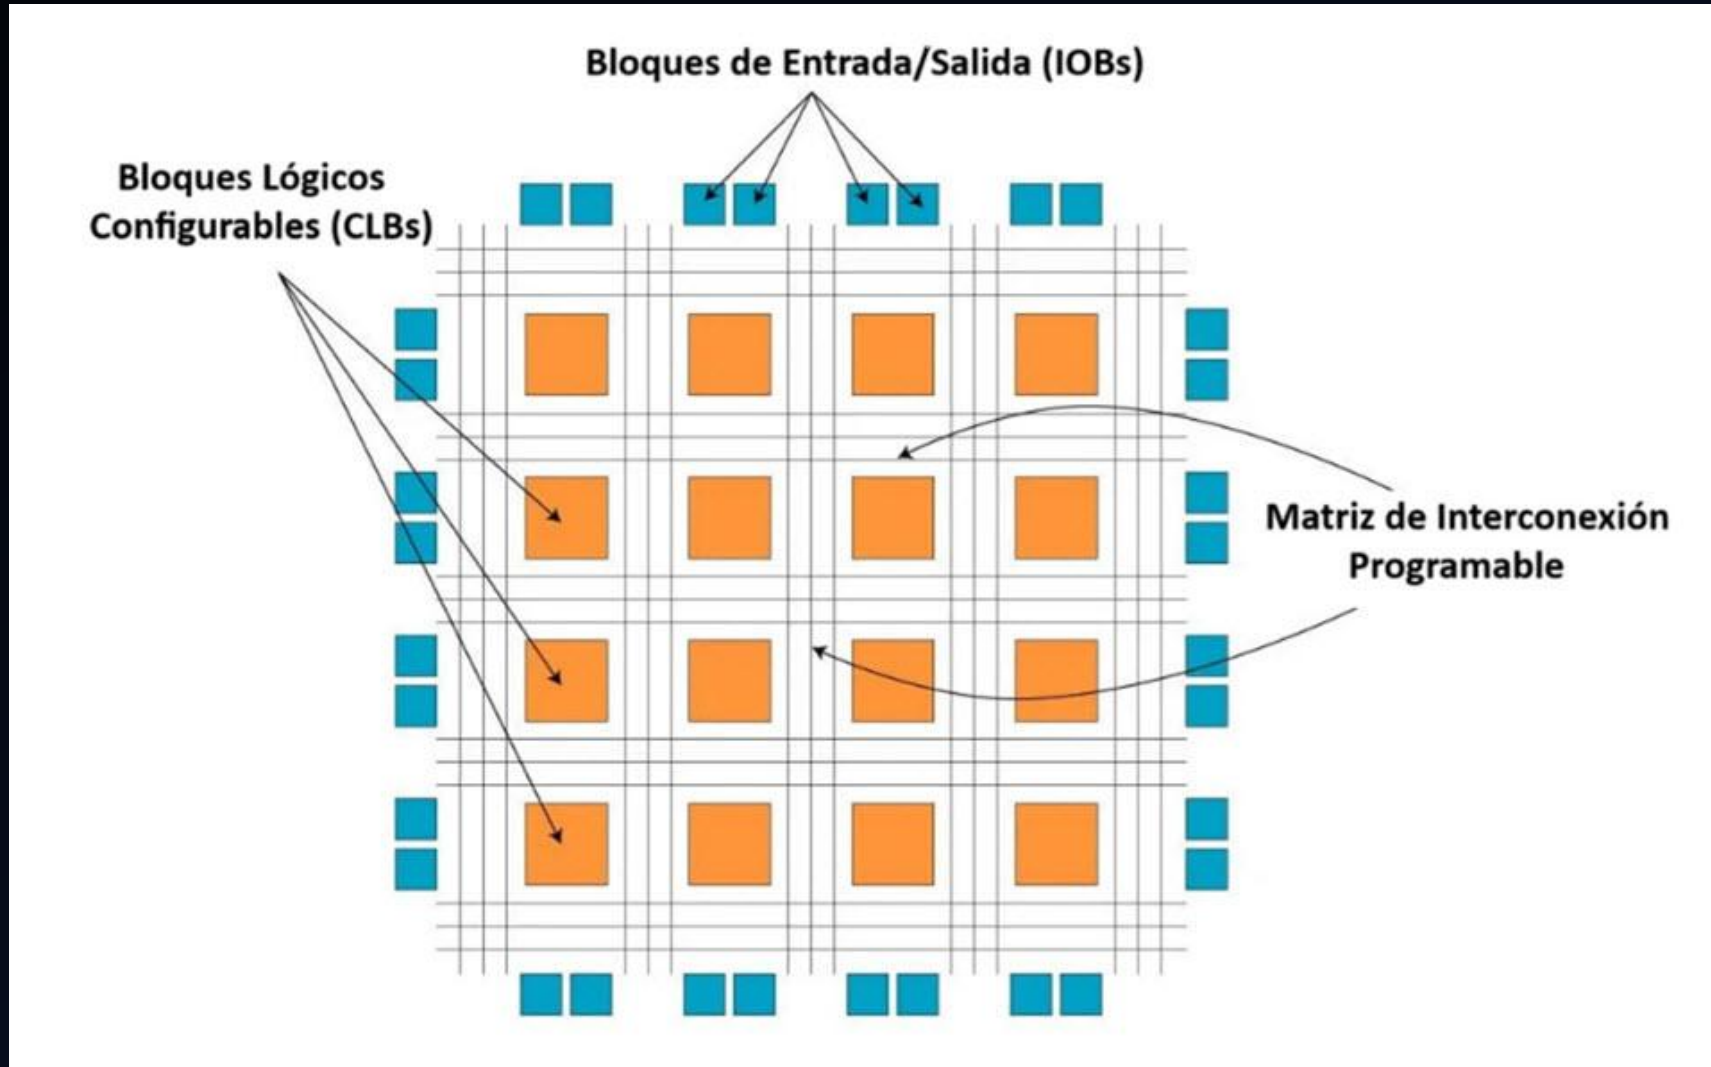 Bloques de Entrada/Salida (IOBs)
Bloques Lógicos
Configurables (CLBs)
Matriz de Interconexión
Programable